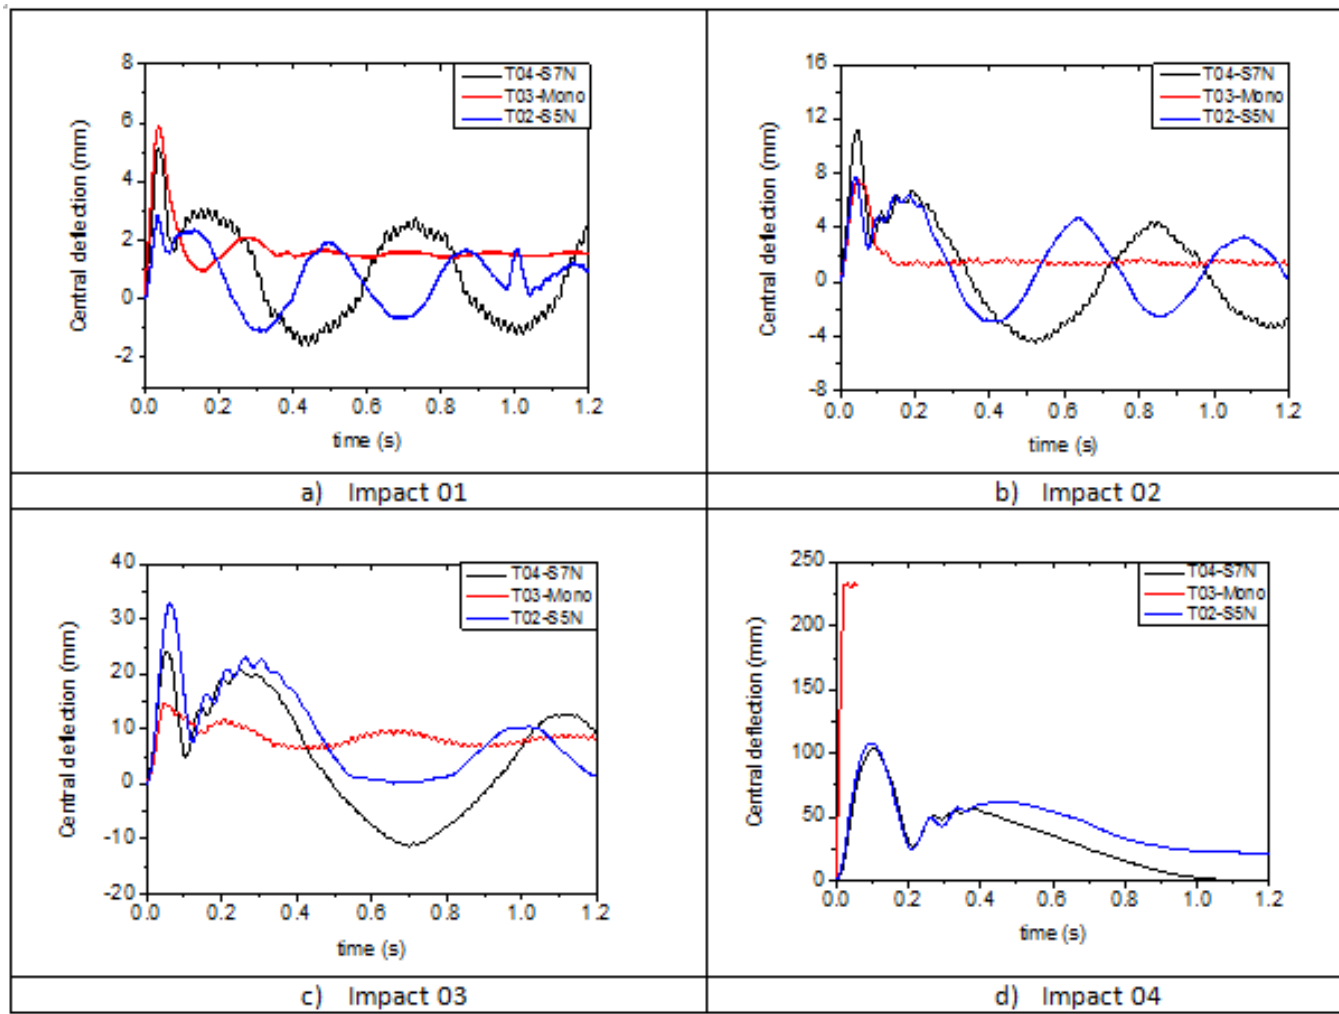 8
6
4
2
0
-2
Central deflection (mm)
T04-S7N
T03-Mono
T02-S5N
0.0 0.2 0.4 0.6 0.8 1.0 1.2
time (s)
a) Impact 01
16
12
8
4
0
-4
-8
Central deflection (mm)
T04-S7N
T03-Mono
T02-S5N
0.0 0.2 0.4 0.6 0.8 1.0 1.2
time (s)
b) Impact 02
40
30
20
10
0
-10
-20
Central deflection (mm)
T04-S7N
T03-Mono
T02-S5N
0.0 0.2 0.4 0.6 0.8 1.0 1.2
time (s)
c) Impact 03
250
200
150
100
50
0
Central deflection (mm)
T04-S7N
T03-Mono
T02-S5N
0.0 0.2 0.4 0.6 0.8 1.0 1.2
time (s)
d) Impact 04